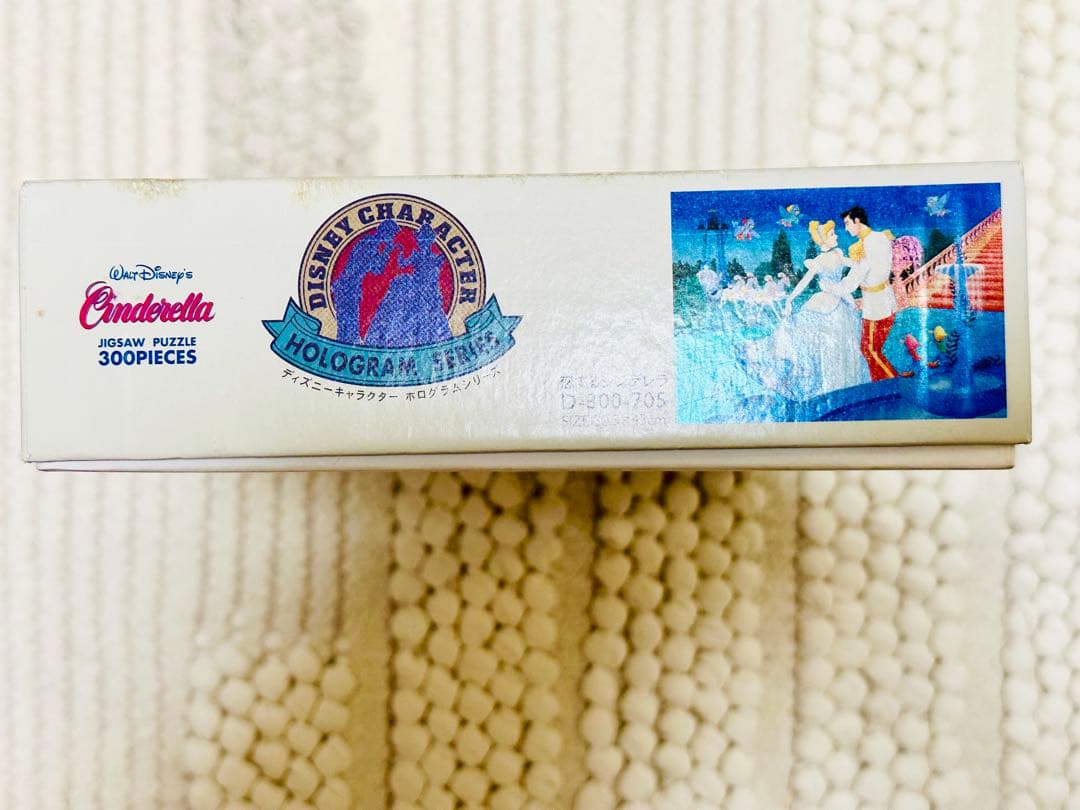 WALT DISNEY'S
Cinderella
JIGSAW PUZZLE
300PIECES
DISNEY CHARACTER
HOLOGRAM SERIES
ディズニーキャラクター ホログラムシリーズ
D-300-705